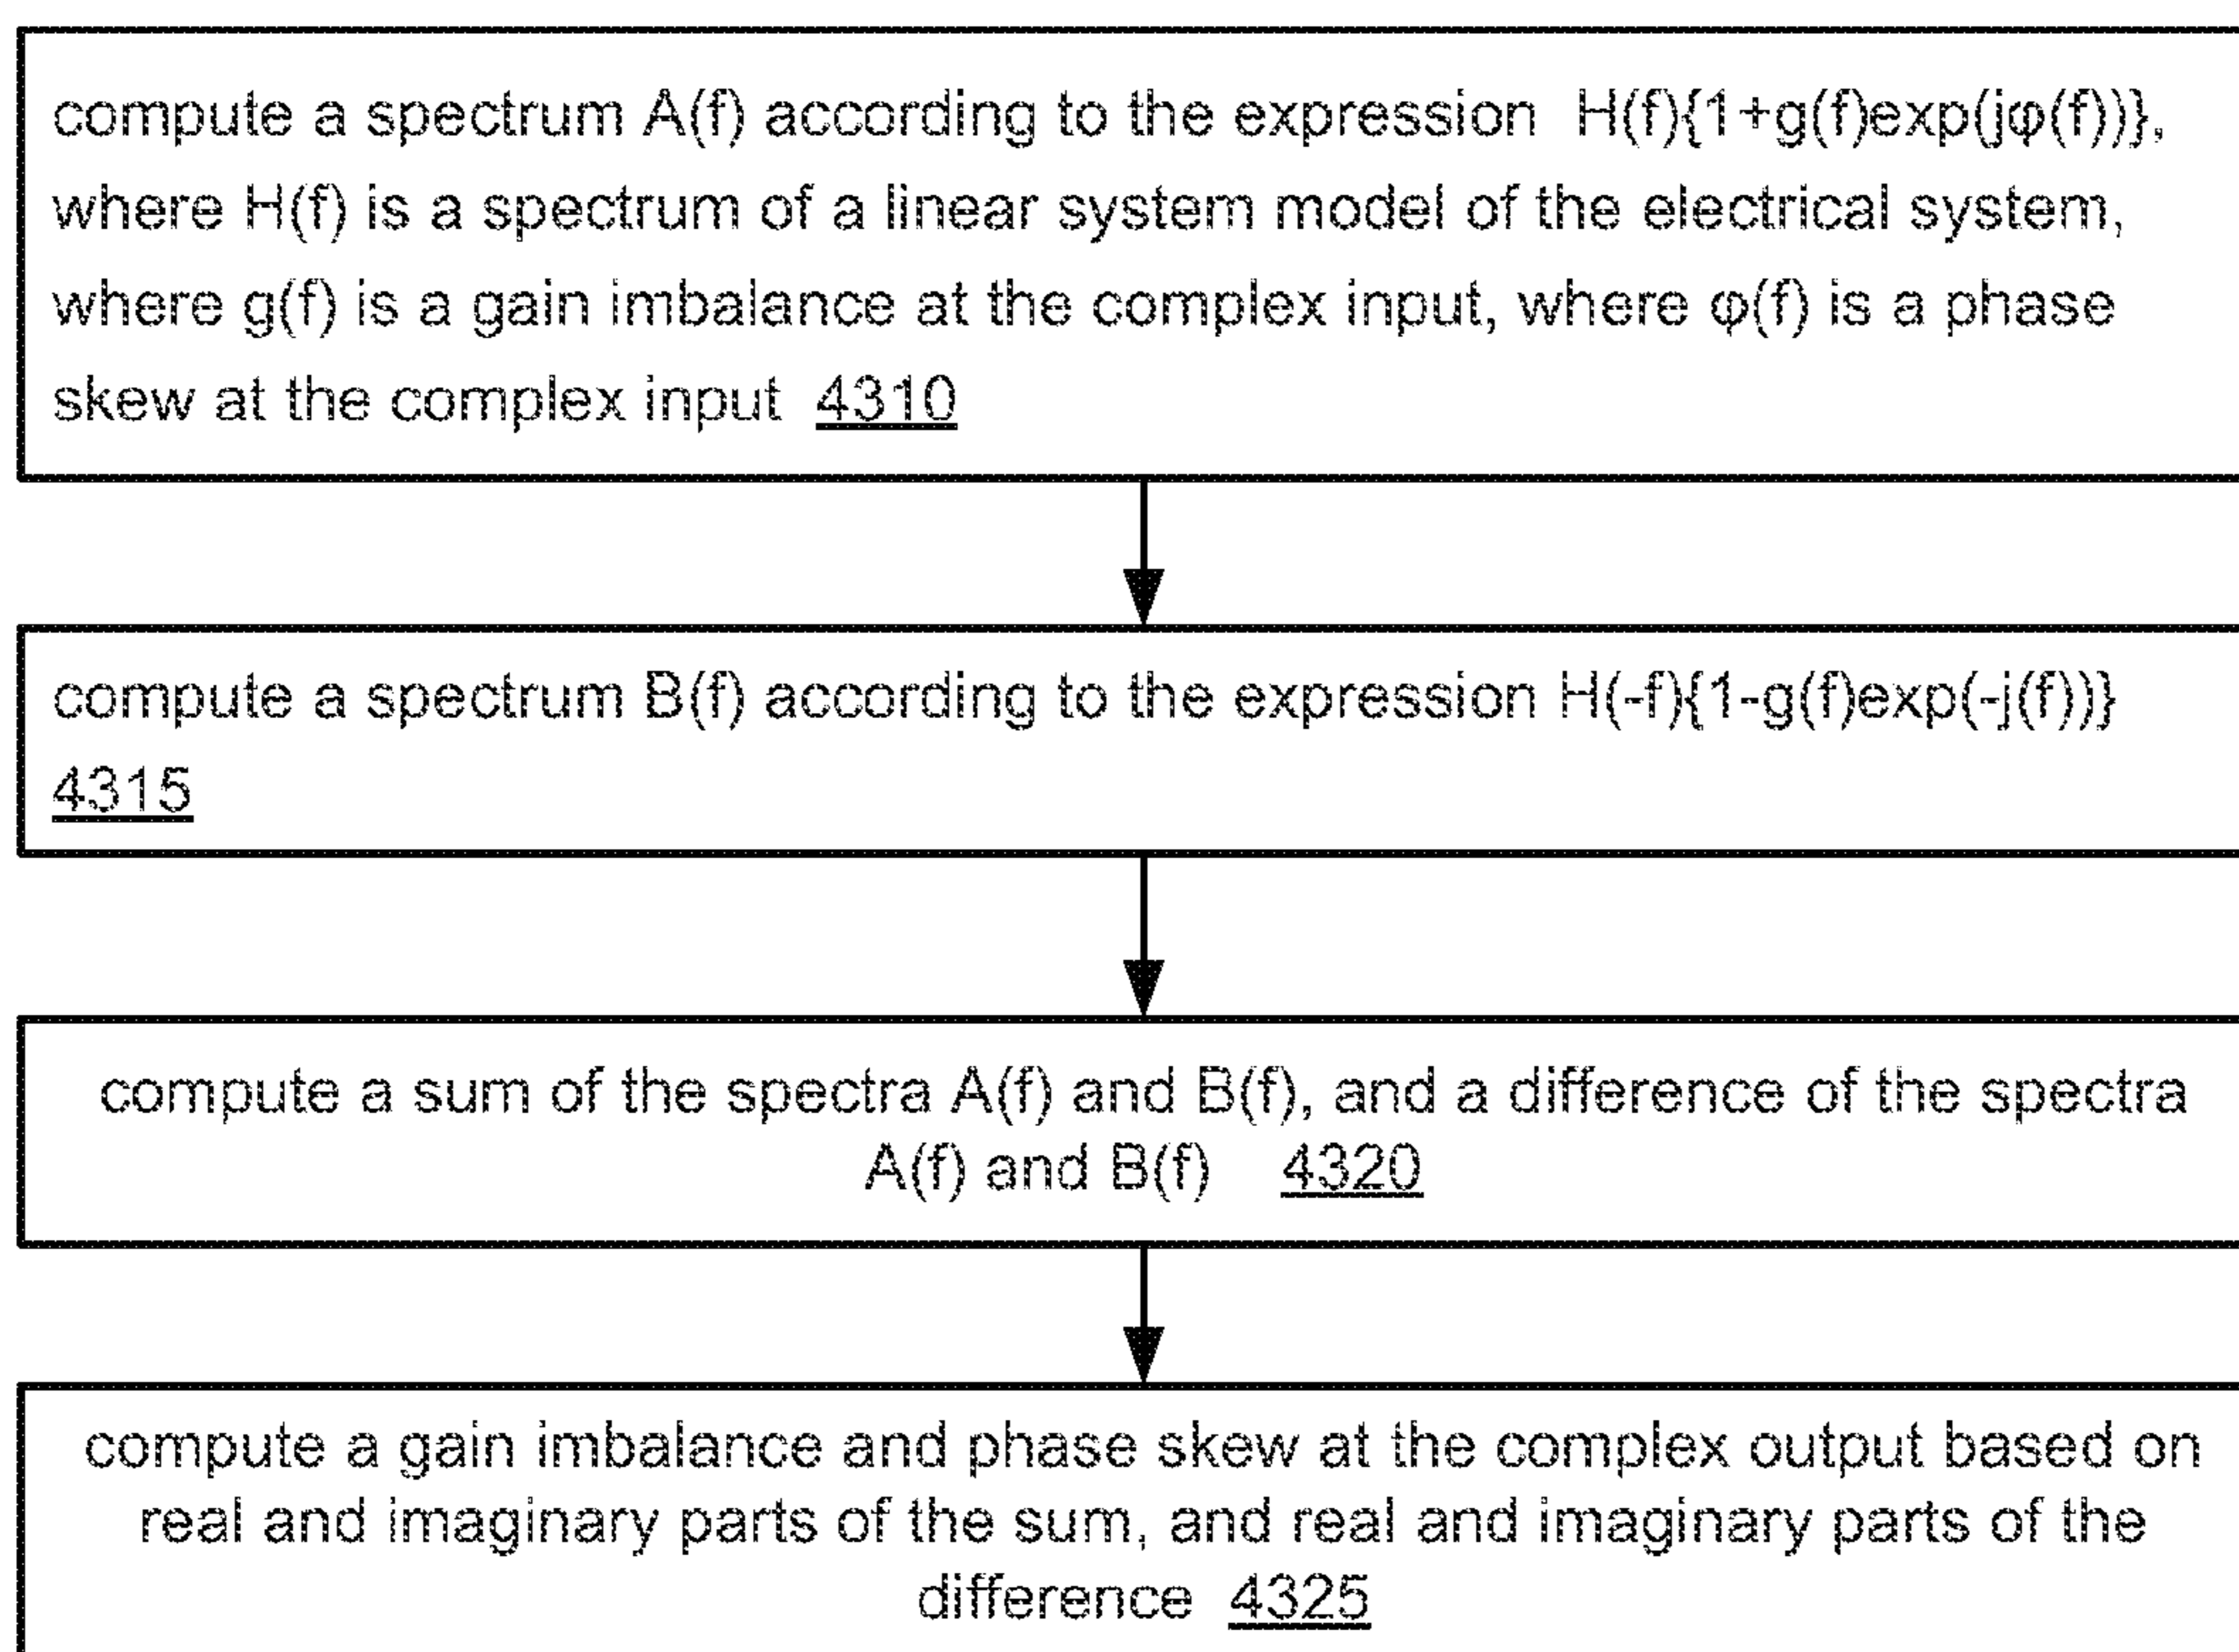 compute a spectrum A(f) according to the expression H(f){1+g(f)exp(jφ(f))},
where H(f) is a spectrum of a linear system model of the electrical system,
where g(f) is a gain imbalance at the complex input, where φ(f) is a phase
skew at the complex input 4310
compute a spectrum B(f) according to the expression H(-f){1-g(f)exp(-j(f))}
4315
compute a sum of the spectra A(f) and B(f), and a difference of the spectra
A(f) and B(f) 4320
compute a gain imbalance and phase skew at the complex output based on
real and imaginary parts of the sum, and real and imaginary parts of the
difference 4325